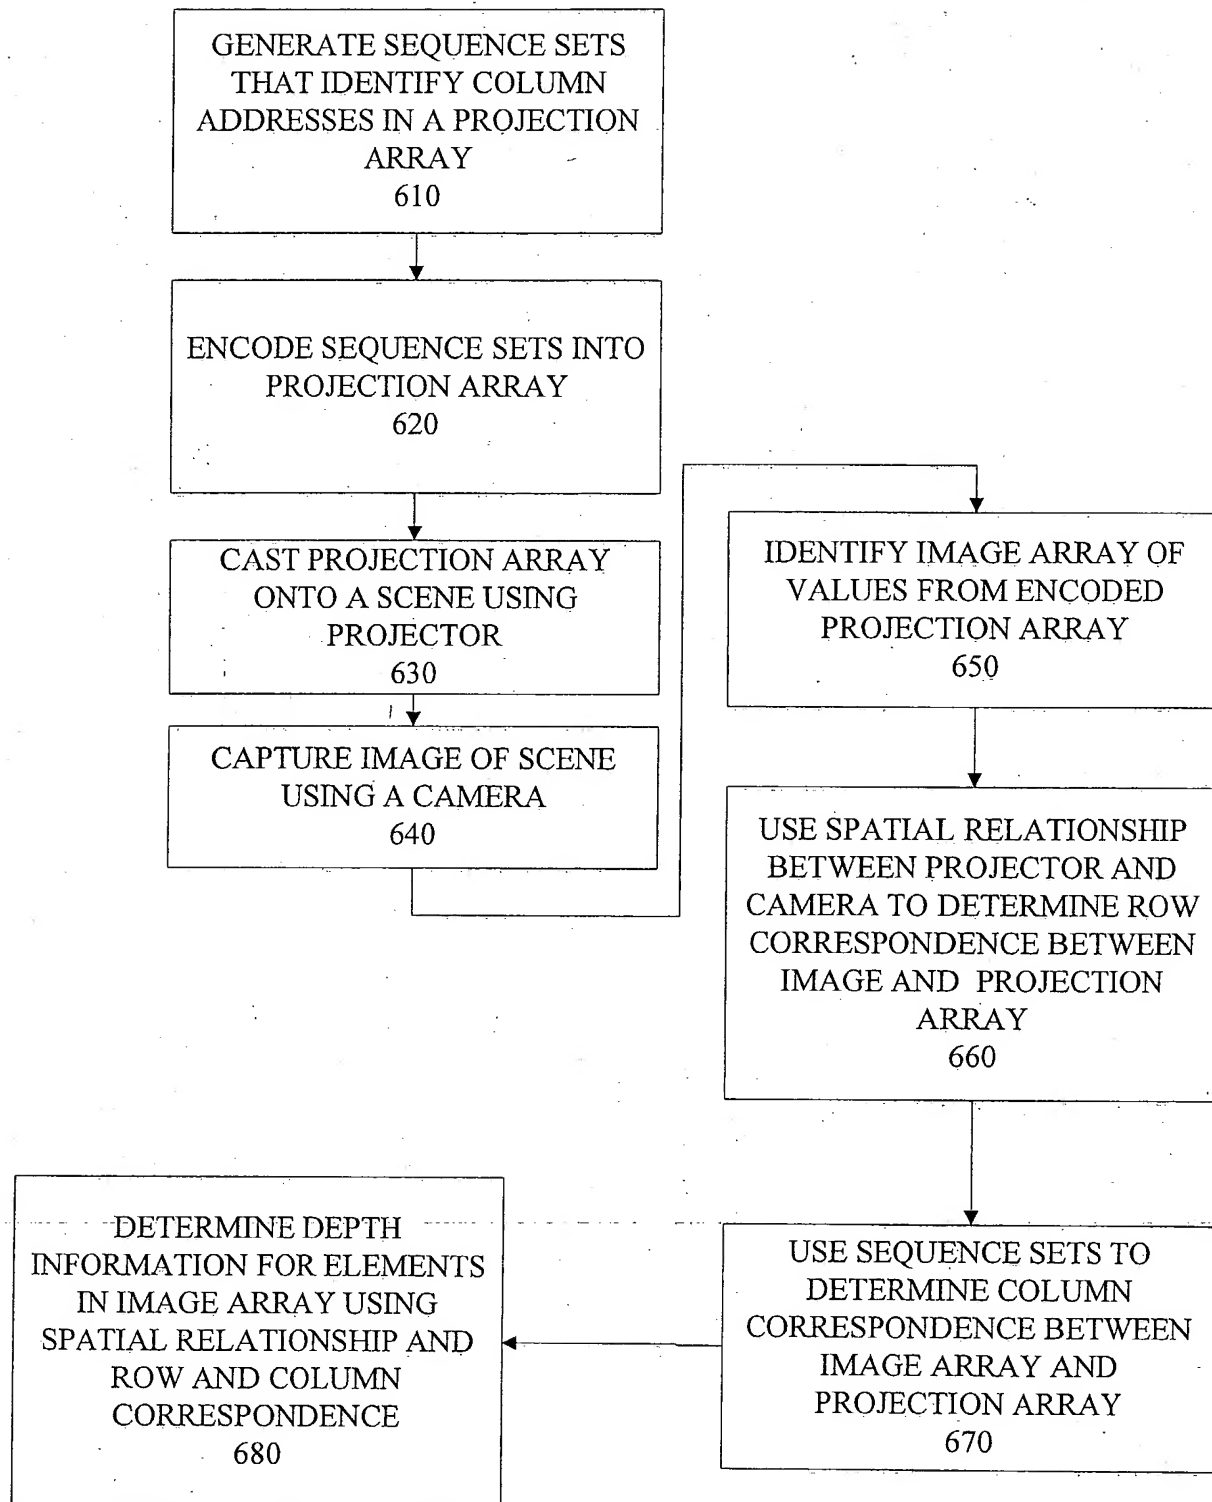 GENERATE SEQUENCE SETS
THAT IDENTIFY COLUMN
ADDRESSES IN A PROJECTION
ARRAY
610
ENCODE SEQUENCE SETS INTO
PROJECTION ARRAY
620
CAST PROJECTION ARRAY
ONTO A SCENE USING
PROJECTOR
630
CAPTURE IMAGE OF SCENE
USING A CAMERA
640
IDENTIFY IMAGE ARRAY OF
VALUES FROM ENCODED
PROJECTION ARRAY
650
USE SPATIAL RELATIONSHIP
BETWEEN PROJECTOR AND
CAMERA TO DETERMINE ROW
CORRESPONDENCE BETWEEN
IMAGE AND PROJECTION
ARRAY
660
USE SEQUENCE SETS TO
DETERMINE COLUMN
CORRESPONDENCE BETWEEN
IMAGE ARRAY AND
PROJECTION ARRAY
670
DETERMINE DEPTH
INFORMATION FOR ELEMENTS
IN IMAGE ARRAY USING
SPATIAL RELATIONSHIP AND
ROW AND COLUMN
CORRESPONDENCE
680